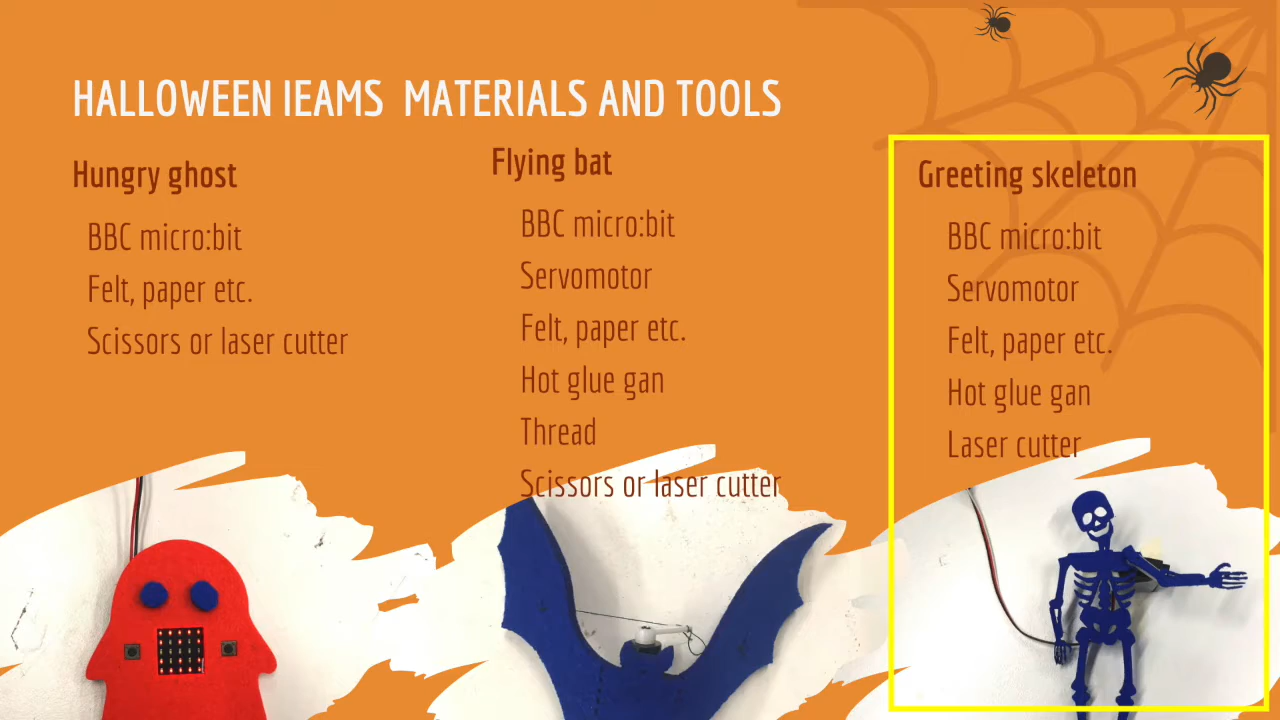 HALLOWEEN IEAMS MATERIALS AND TOOLS
Hungry ghost
BBC micro:bit
Felt, paper etc.
Scissors or laser cutter
Flying bat
BBC micro:bit
Servomotor
Felt, paper etc.
Hot glue gan
Thread
Scissors or laser cutter
Greeting skeleton
BBC micro:bit
Servomotor
Felt, paper etc.
Hot glue gan
Laser cutter